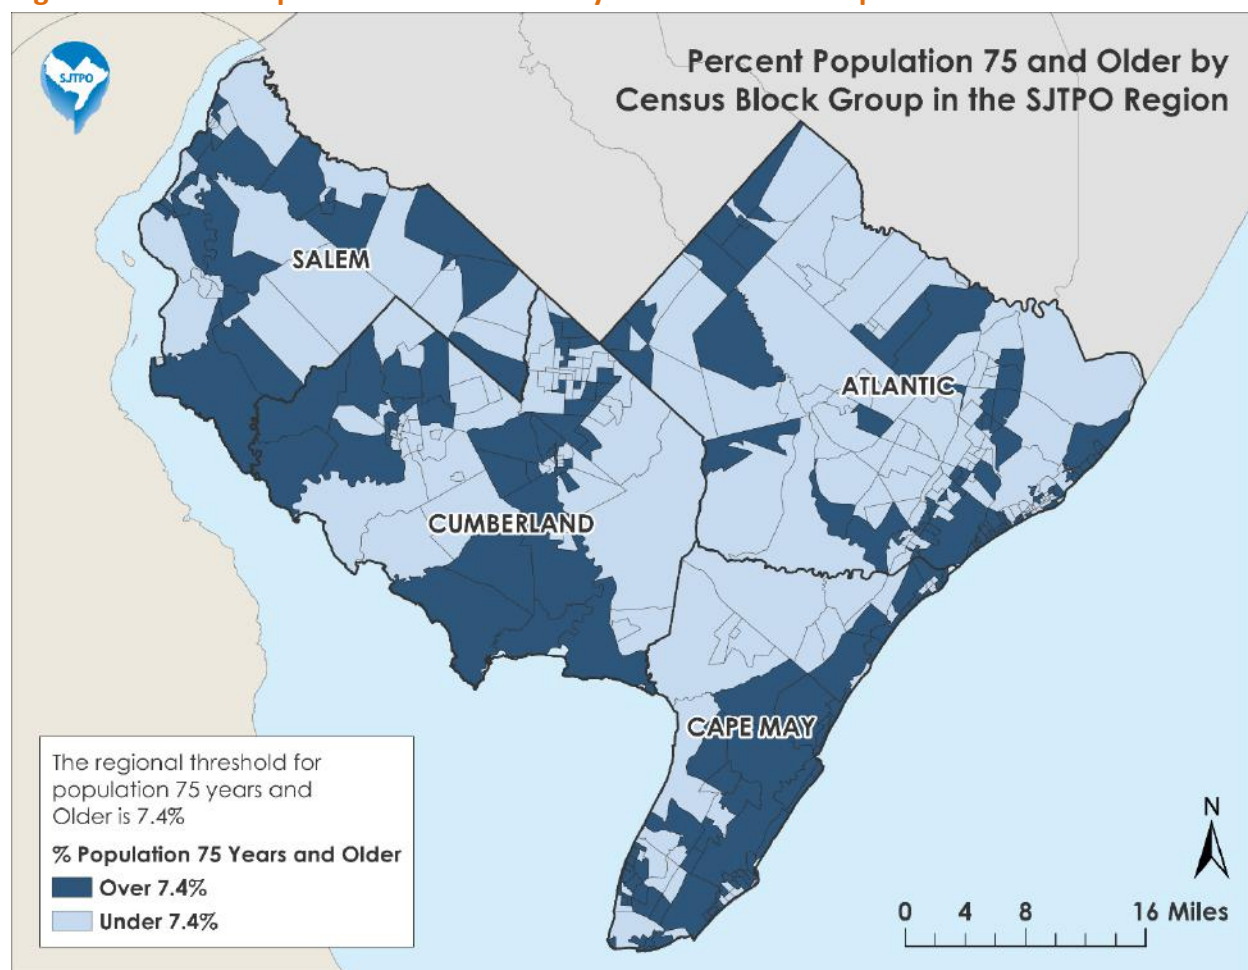 SJTPO
Percent Population 75 and Older by
Census Block Group in the SJTPO Region
SALEM
ATLANTIC
CUMBERLAND
CAPE MAY
The regional threshold for
population 75 years and
Older is 7.4%
% Population 75 Years and Older
Over 7.4%
Under 7.4%
N
0 4 8 16 Miles